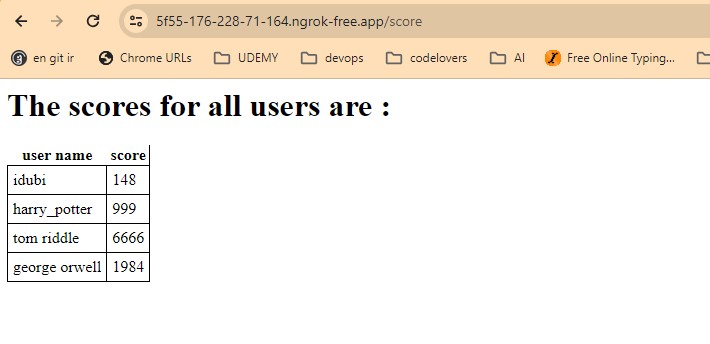 5f55-176-228-71-164.ngrok-free.app/score
en git ir Chrome URLs UDEMY devops codelovers AI Free Online Typing...
The scores for all users are :
user name score
idubi 148
harry_potter 999
tom riddle 6666
george orwell 1984